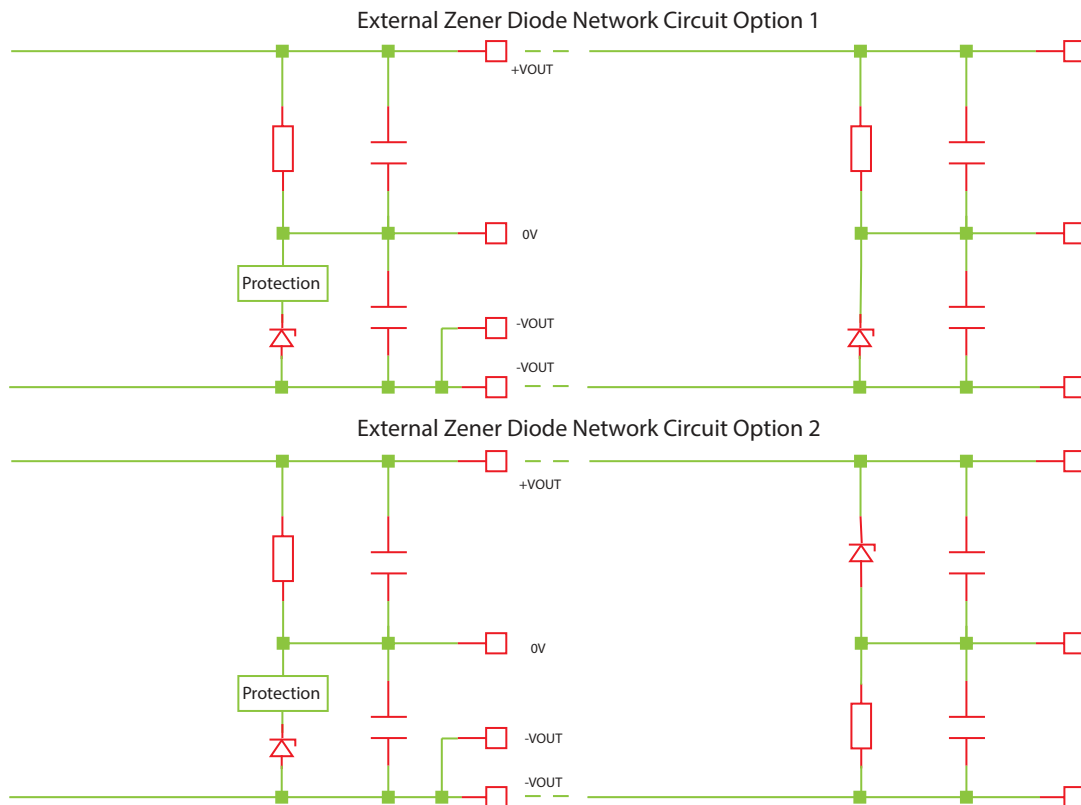 External Zener Diode Network Circuit Option 1
+VOUT
0V
Protection
-VOUT
-VOUT
External Zener Diode Network Circuit Option 2
+VOUT
0V
Protection
-VOUT
-VOUT